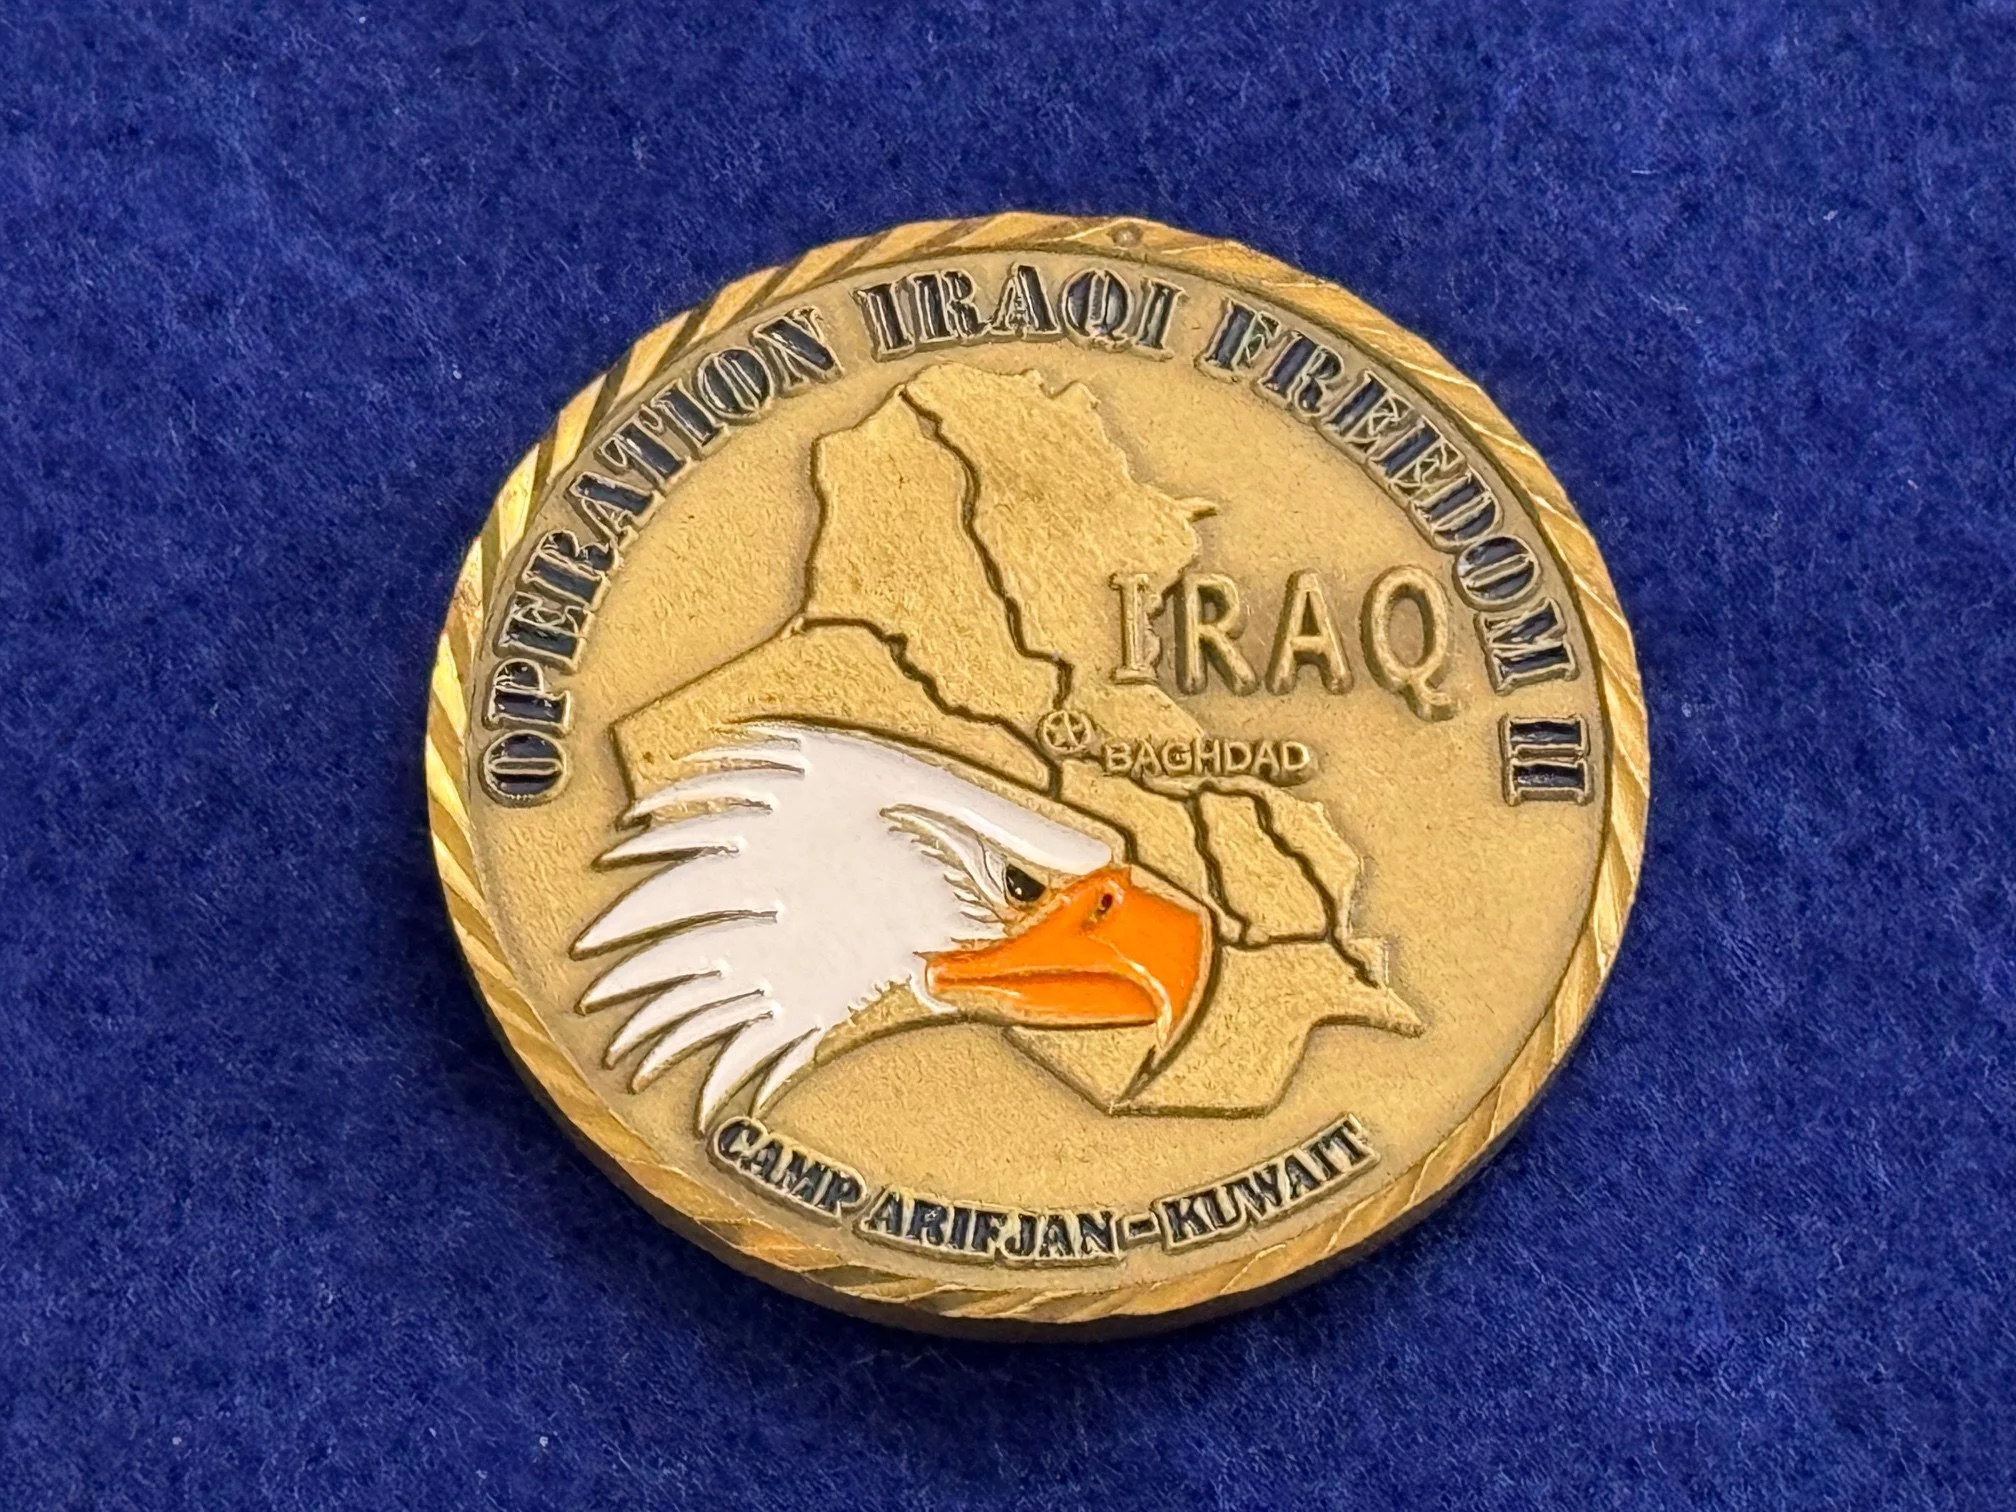 OPERATION IRAQI FREEDOM II
IRAQ
BAGHDAD
CAMP ARIFJAN-KUWAIT